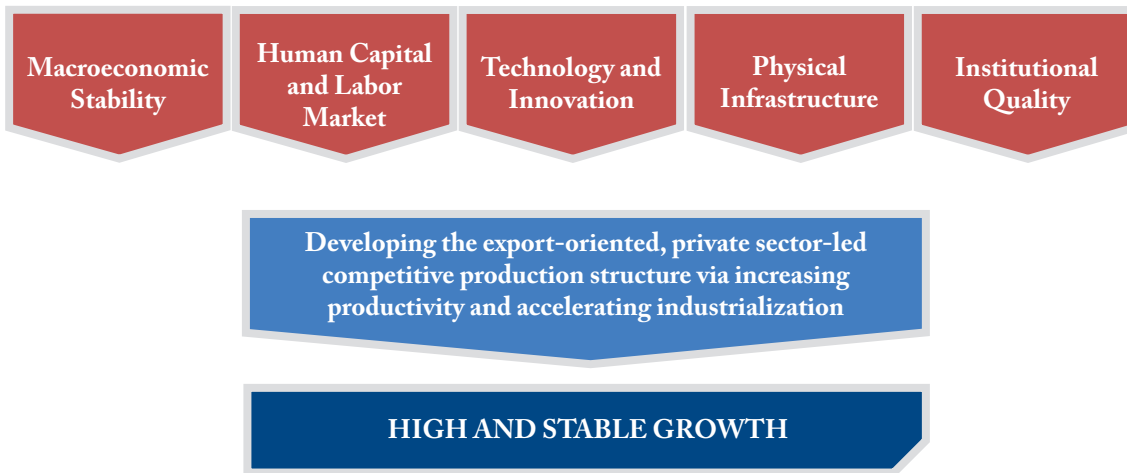 Macroeconomic
Stability
Human Capital
and Labor
Market
Technology and
Innovation
Physical
Infrastructure
Institutional
Quality
Developing the export-oriented, private sector-led
competitive production structure via increasing
productivity and accelerating industrialization
HIGH AND STABLE GROWTH